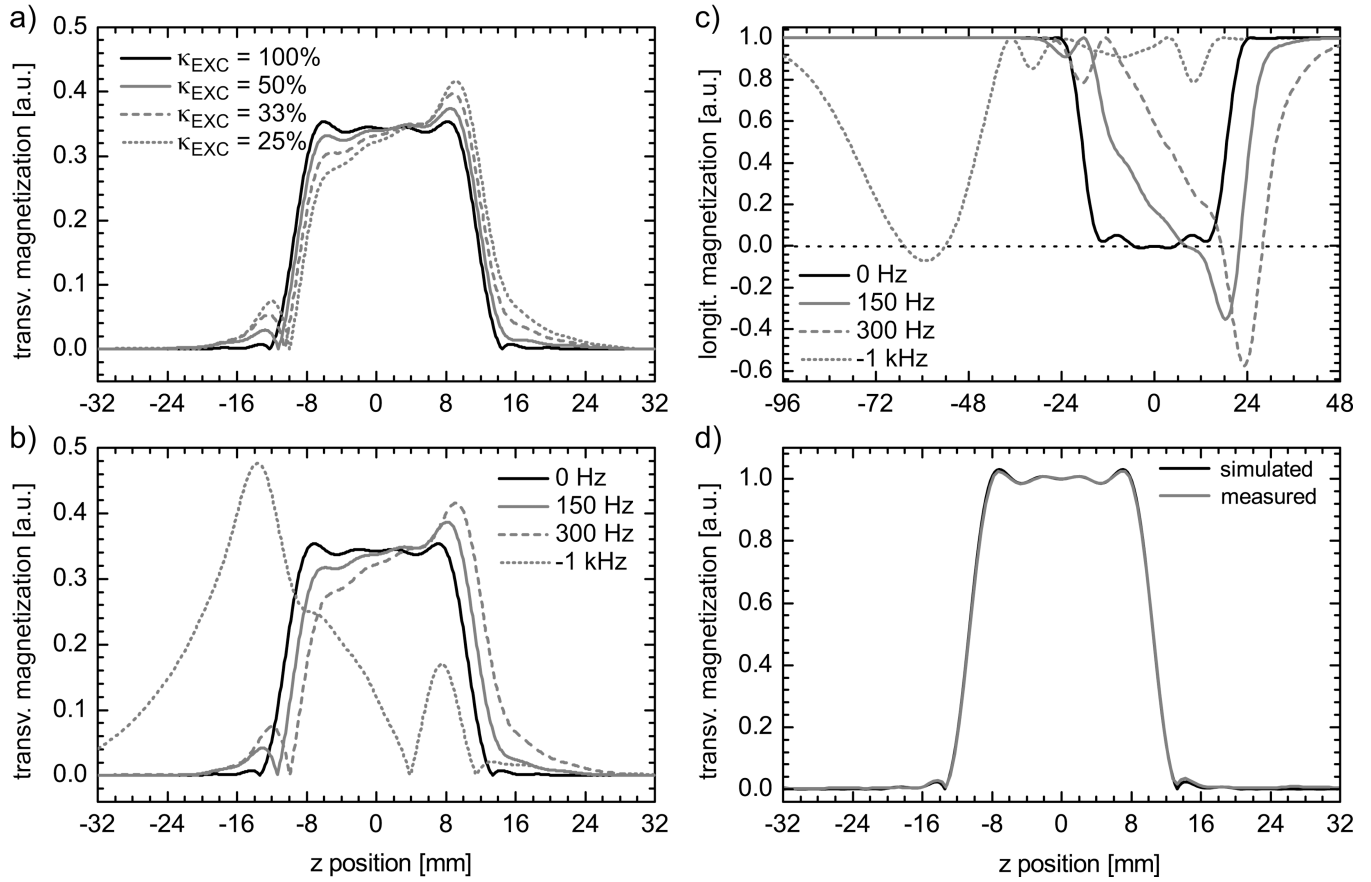 a)
transv. magnetization [a.u.]
0.5
0.4
0.3
0.2
0.1
0.0
κEXC = 100%
κEXC = 50%
κEXC = 33%
κEXC = 25%
-32 -24 -16 -8 0 8 16 24 32
b)
transv. magnetization [a.u.]
0.5
0.4
0.3
0.2
0.1
0.0
0 Hz
150 Hz
300 Hz
-1 kHz
-32 -24 -16 -8 0 8 16 24 32
z position [mm]
c)
longit. magnetization [a.u.]
1.0
0.8
0.6
0.4
0.2
0.0
-0.2
-0.4
-0.6
0 Hz
150 Hz
300 Hz
-1 kHz
-96 -72 -48 -24 0 24 48
d)
transv. magnetization [a.u.]
1.0
0.8
0.6
0.4
0.2
0.0
simulated
measured
-32 -24 -16 -8 0 8 16 24 32
z position [mm]